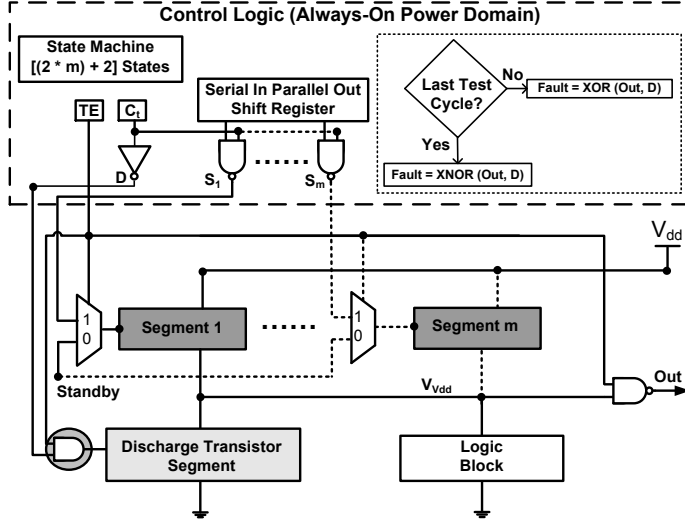 Control Logic (Always-On Power Domain)
State Machine
[(2 * m) + 2] States
TE
Ct
Serial In Parallel Out
Shift Register
Last Test
Cycle?
No
Fault = XOR (Out, D)
Yes
Fault = XNOR (Out, D)
D
S1
Sm
Vdd
1
0
Segment 1
1
0
Segment m
Standby
VVdd
Out
Discharge Transistor
Segment
Logic
Block